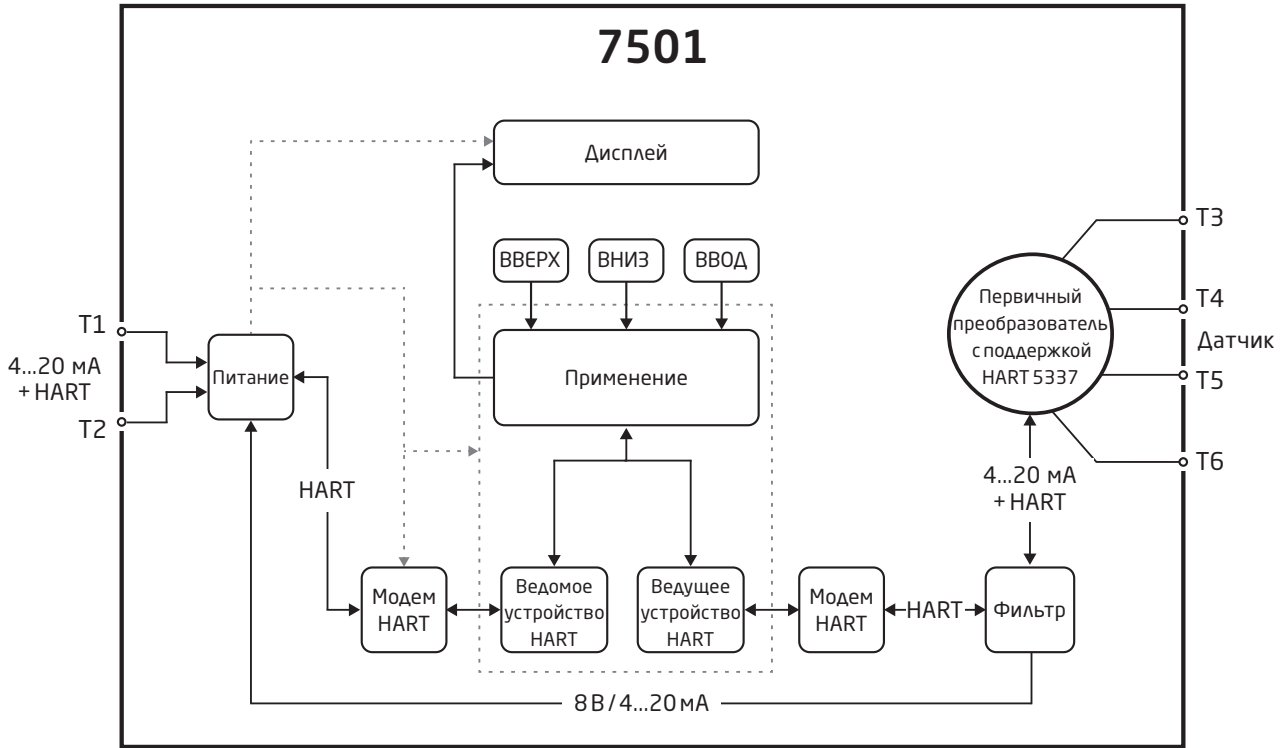 7501
Дисплей
ВВЕРХ
ВНИЗ
ВВОД
T1
4...20 мА
+ HART
T2
Питание
Применение
Первичный
преобразователь
с поддержкой
HART 5337
T3
T4
Датчик
T5
T6
HART
4...20 мА
+ HART
Модем
HART
Ведомое
устройство
HART
Ведущее
устройство
HART
Модем
HART
HART
Фильтр
8 В / 4...20 мА